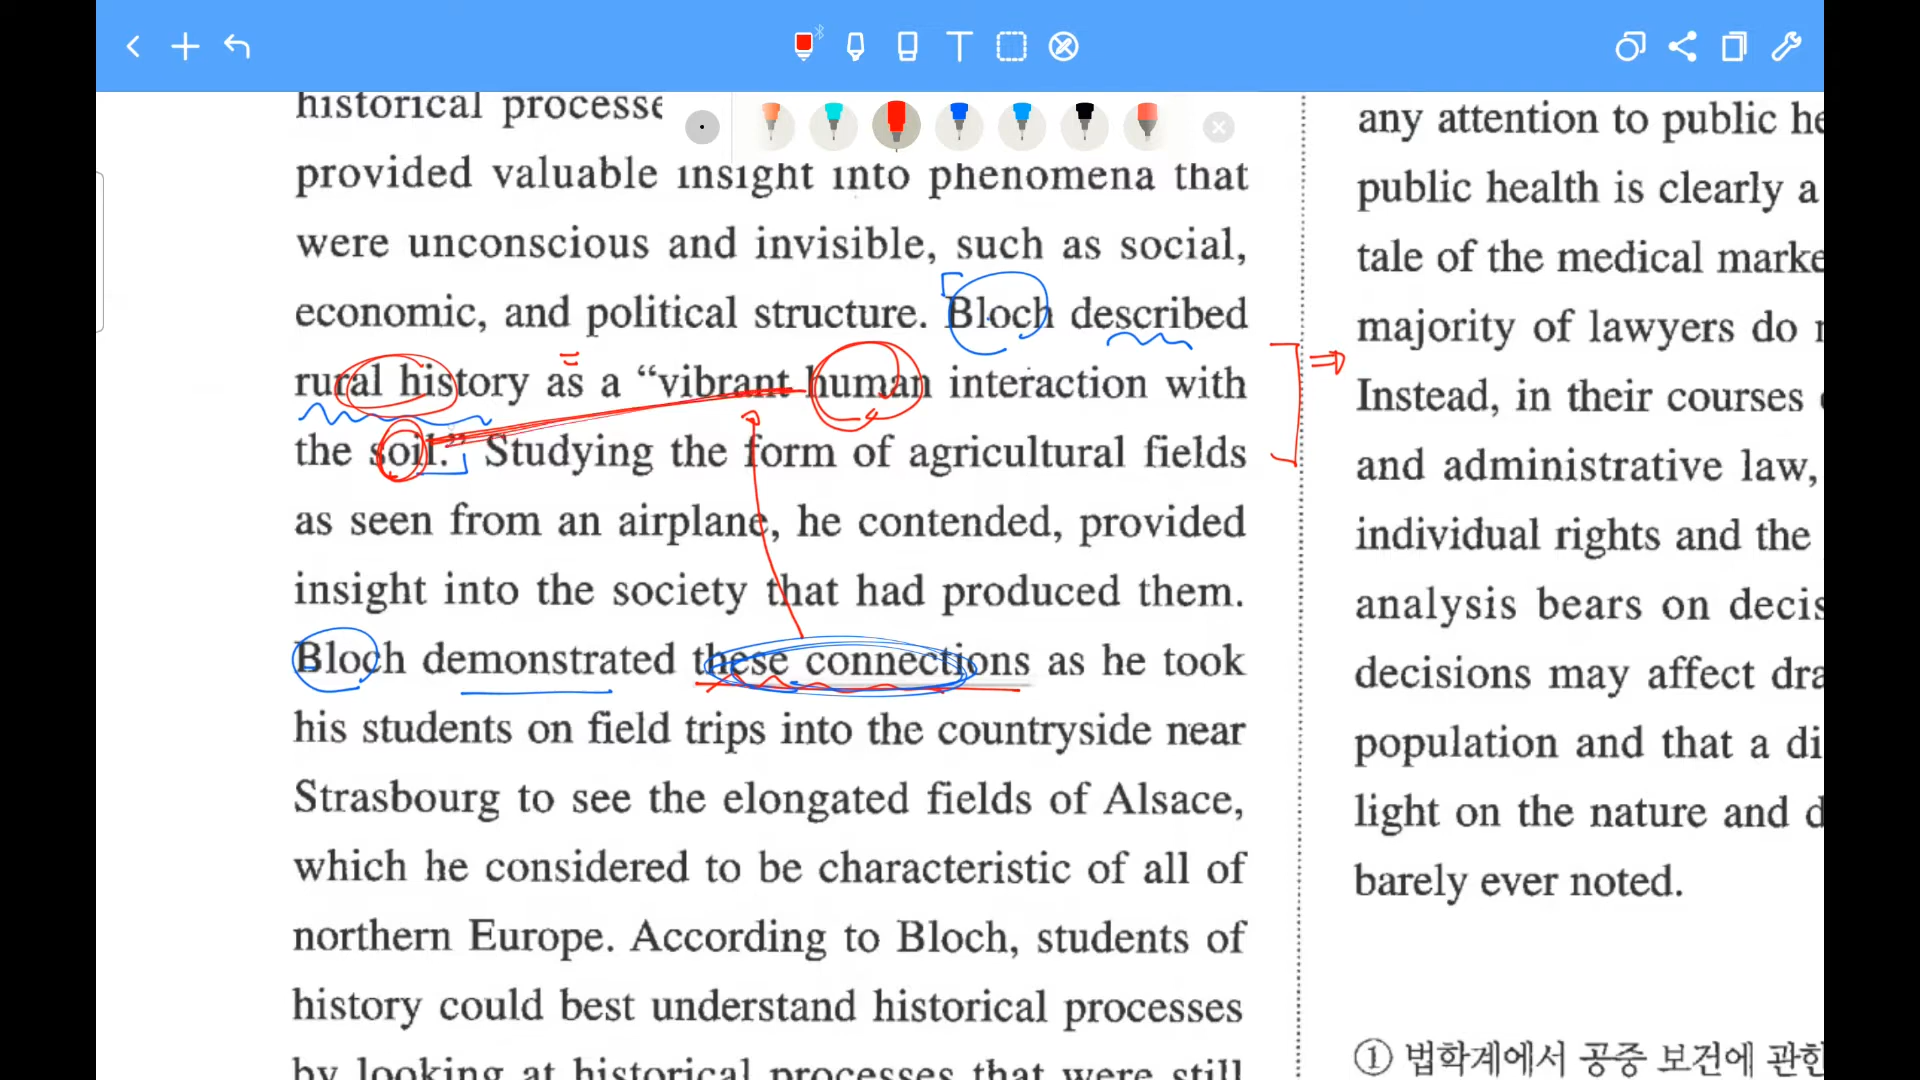 historical
provided valuable insight into phenomena that
were unconscious and invisible, such as social,
economic, and political structure. Bloch described
rural history as a “vibrant human interaction with
the soil.” Studying the form of agricultural fields
as seen from an airplane, he contended, provided
insight into the society that had produced them.
Bloch demonstrated these connections as he took
his students on field trips into the countryside near
Strasbourg to see the elongated fields of Alsace,
which he considered to be characteristic of all of
northern Europe. According to Bloch, students of
history could best understand historical processes
by looking at historical processes that were still
any attention to public
public health is clearly a
tale of the medical
majority of lawyers do
Instead, in their courses
and administrative law,
individual rights and the
analysis bears on
decisions may affect
population and that a
light on the nature and
barely ever noted.
① 법학계에서 공중 보건에